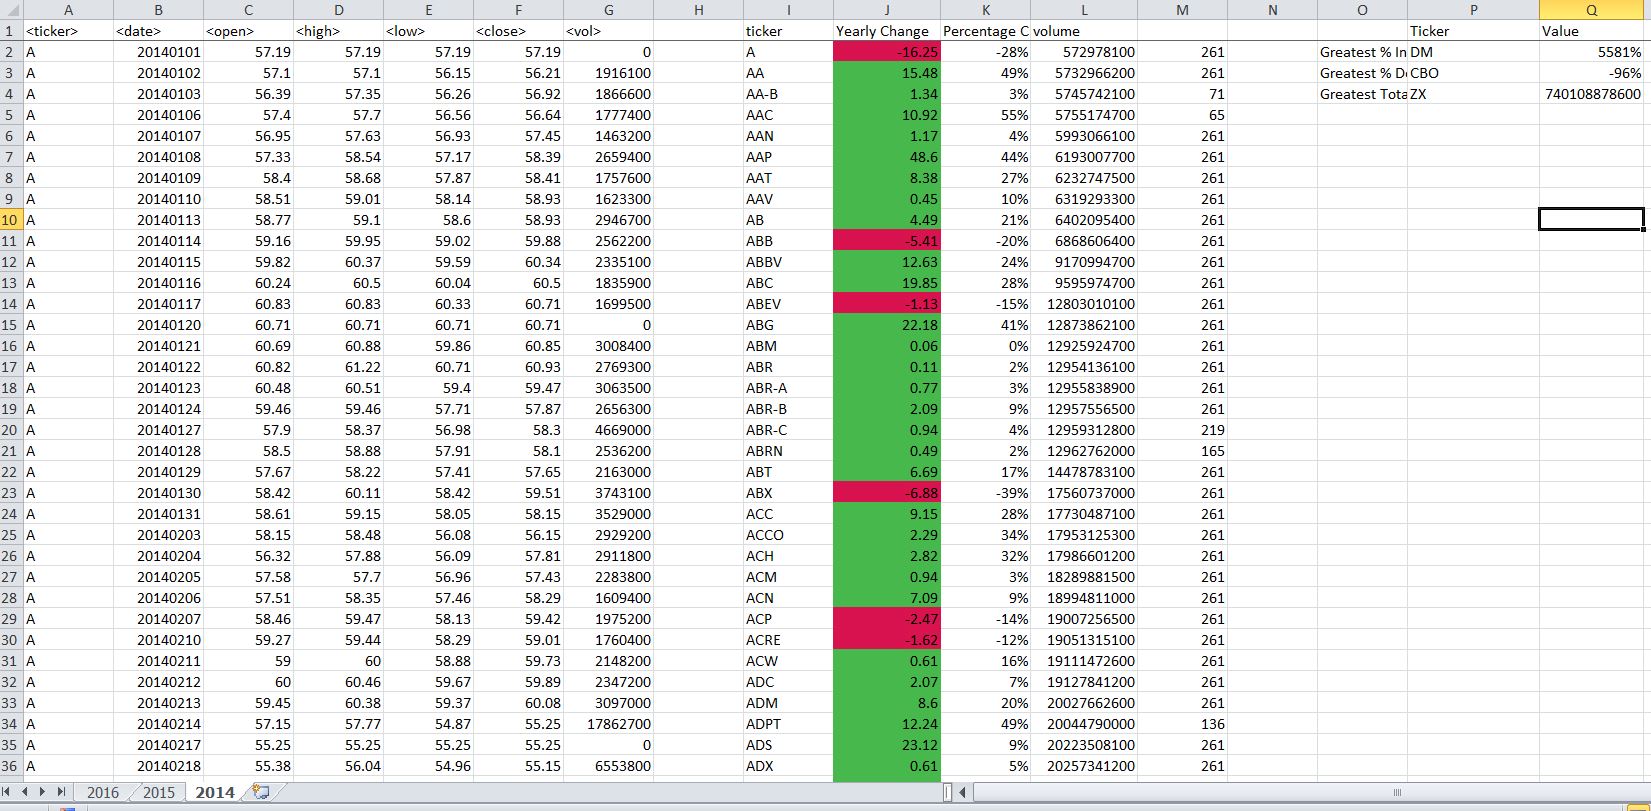 A B C D E F G H I J K L M N O P Q
1 <ticker> <date> <open> <high> <low> <close> <vol> ticker Yearly Change Percentage C volume Ticker Value
2 A 20140101 57.19 57.19 57.19 57.19 0 A -16.25 -28% 572978100 261 Greatest % In DM 5581%
3 A 20140102 57.1 57.1 56.15 56.21 1916100 AA 15.48 49% 5732966200 261 Greatest % De CBO -96%
4 A 20140103 56.39 57.35 56.26 56.92 1866600 AA-B 1.34 3% 5745742100 71 Greatest Tota ZX 740108878600
5 A 20140106 57.4 57.7 56.56 56.64 1777400 AAC 10.92 55% 5755174700 65
6 A 20140107 56.95 57.63 56.93 57.45 1463200 AAN 1.17 4% 5993066100 261
7 A 20140108 57.33 58.54 57.17 58.39 2659400 AAP 48.6 44% 6193007700 261
8 A 20140109 58.4 58.68 57.87 58.41 1757600 AAT 8.38 27% 6232747500 261
9 A 20140110 58.51 59.01 58.14 58.93 1623300 AAV 0.45 10% 6319293300 261
10 A 20140113 58.77 59.1 58.6 58.93 2946700 AB 4.49 21% 6402095400 261
11 A 20140114 59.16 59.95 59.02 59.88 2562200 ABB -5.41 -20% 6868606400 261
12 A 20140115 59.82 60.37 59.59 60.34 2335100 ABBV 12.63 24% 9170994700 261
13 A 20140116 60.24 60.5 60.04 60.5 1835900 ABC 19.85 28% 9595974700 261
14 A 20140117 60.83 60.83 60.33 60.71 1699500 ABEV -1.13 -15% 12803010100 261
15 A 20140120 60.71 60.71 60.71 60.71 0 ABG 22.18 41% 12873862100 261
16 A 20140121 60.69 60.88 59.86 60.85 3008400 ABM 0.06 0% 12925924700 261
17 A 20140122 60.82 61.22 60.71 60.93 2769300 ABR 0.11 2% 12954136100 261
18 A 20140123 60.48 60.51 59.4 59.47 3063500 ABR-A 0.77 3% 12955838900 261
19 A 20140124 59.46 59.46 57.71 57.87 2656300 ABR-B 2.09 9% 12957556500 261
20 A 20140127 57.9 58.37 56.98 58.3 4669000 ABR-C 0.94 4% 12959312800 219
21 A 20140128 58.5 58.88 57.91 58.1 2536200 ABRN 0.49 2% 12962762000 165
22 A 20140129 57.67 58.22 57.41 57.65 2163000 ABT 6.69 17% 14478783100 261
23 A 20140130 58.42 60.11 58.42 59.51 3743100 ABX -6.88 -39% 17560737000 261
24 A 20140131 58.61 59.15 58.05 58.15 3529000 ACC 9.15 28% 17730487100 261
25 A 20140203 58.15 58.48 56.08 56.15 2929200 ACCO 2.29 34% 17953125300 261
26 A 20140204 56.32 57.88 56.09 57.81 2911800 ACH 2.82 32% 17986601200 261
27 A 20140205 57.58 57.7 56.96 57.43 2283800 ACM 0.94 3% 18289881500 261
28 A 20140206 57.51 58.35 57.46 58.29 1609400 ACN 7.09 9% 18994811000 261
29 A 20140207 58.46 59.47 58.13 59.42 1975200 ACP -2.47 -14% 19007256500 261
30 A 20140210 59.27 59.44 58.29 59.01 1760400 ACRE -1.62 -12% 19051315100 261
31 A 20140211 59 60 58.88 59.73 2148200 ACW 0.61 16% 19111472600 261
32 A 20140212 60 60.46 59.67 59.89 2347200 ADC 2.07 7% 19127841200 261
33 A 20140213 59.45 60.38 59.37 60.08 3097000 ADM 8.6 20% 20027662600 261
34 A 20140214 57.15 57.77 54.87 55.25 17862700 ADPT 12.24 49% 20044790000 136
35 A 20140217 55.25 55.25 55.25 55.25 0 ADS 23.12 9% 20223508100 261
36 A 20140218 55.38 56.04 54.96 55.15 6553800 ADX 0.61 5% 20257341200 261
2016 2015 2014